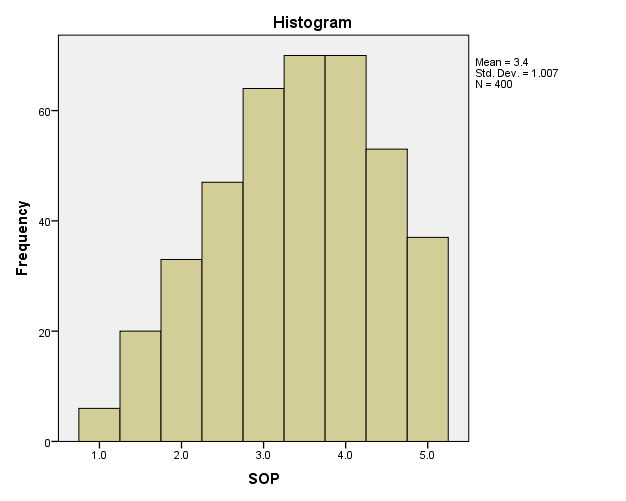 Histogram
Mean = 3.4
Std. Dev. = 1.007
N = 400
Frequency
60
40
20
0
1.0 2.0 3.0 4.0 5.0
SOP